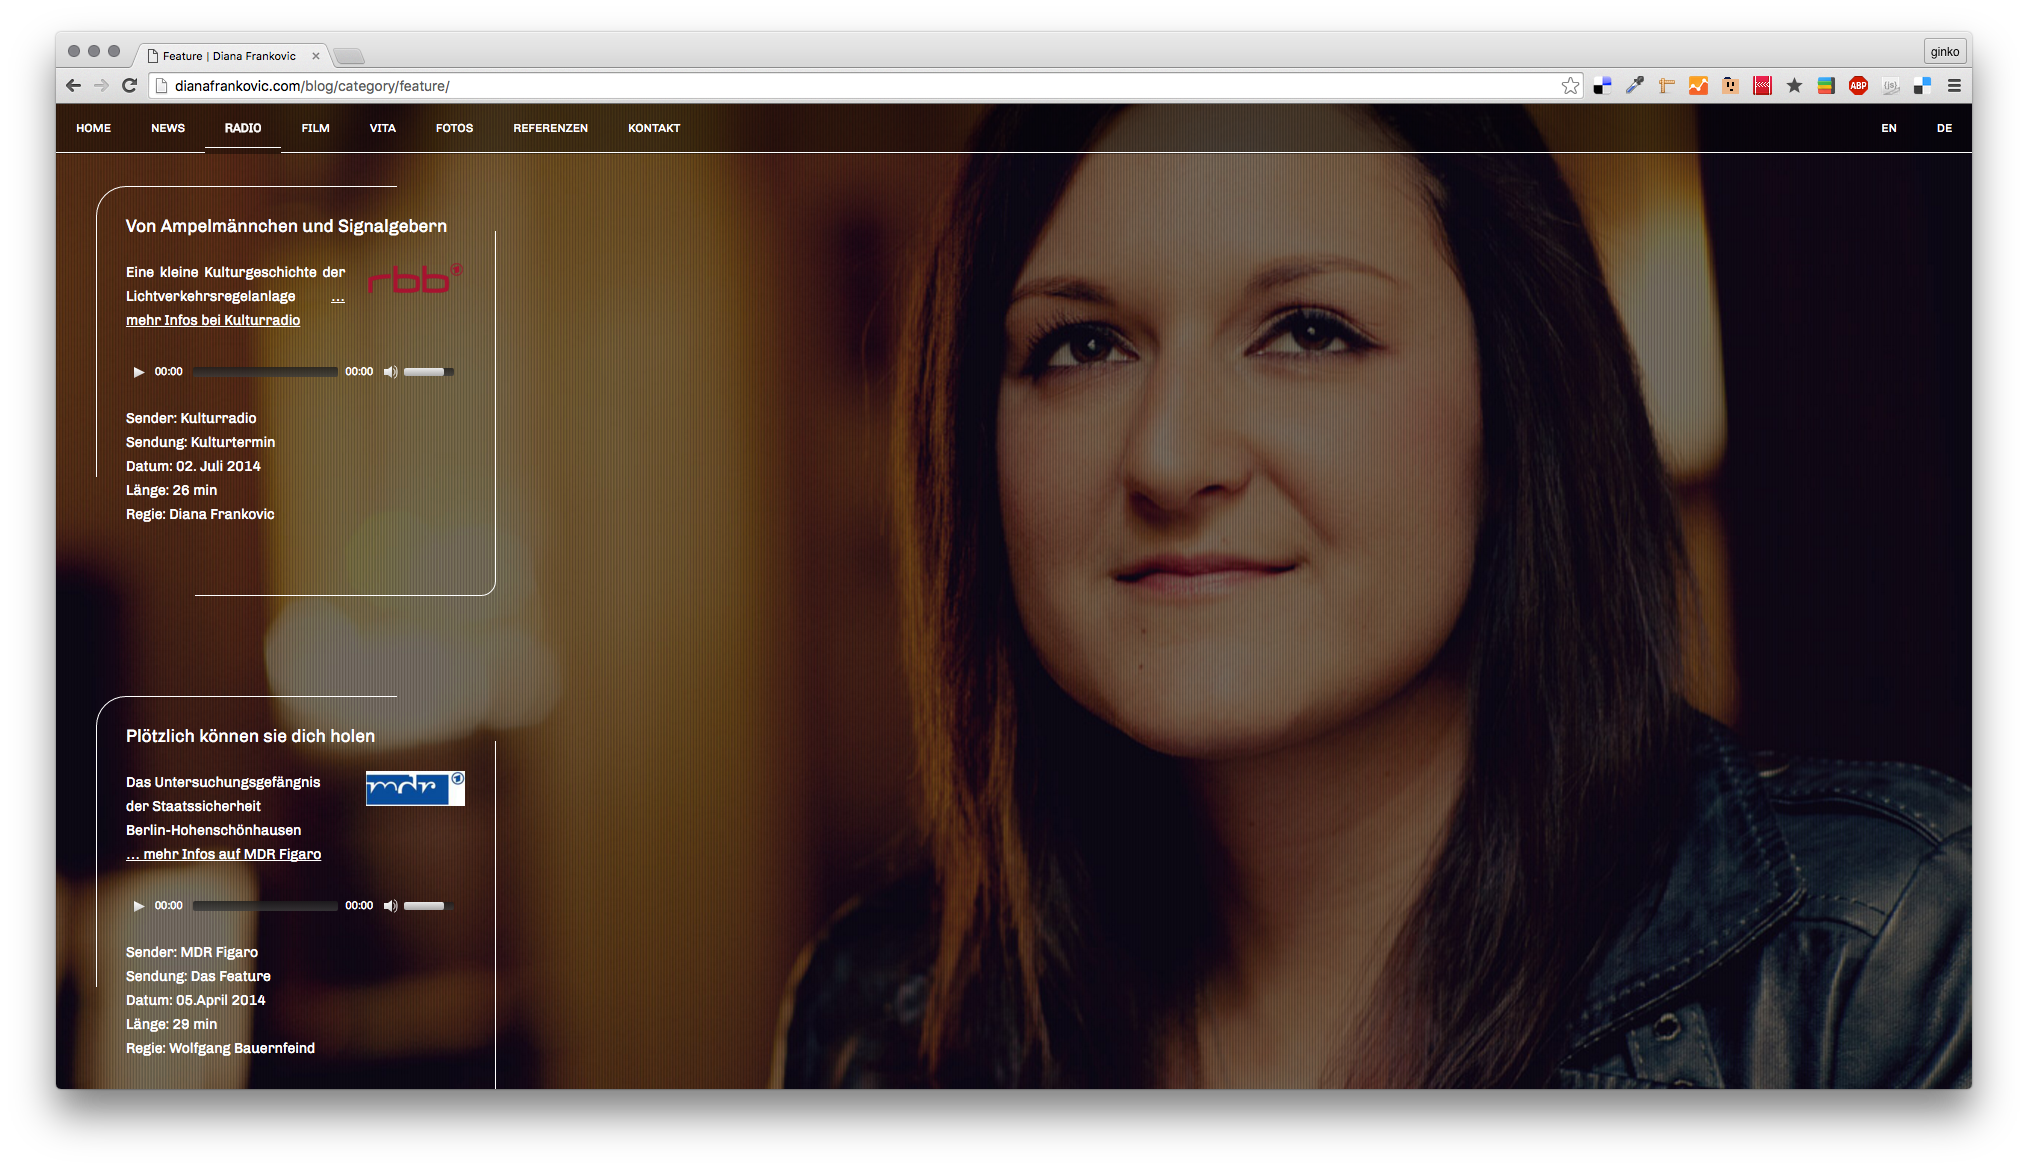 Feature | Diana Frankovic
ginko
dianafrankovic.com/blog/category/feature/
ABP
{js}
HOME NEWS RADIO FILM VITA FOTOS REFERENZEN KONTAKT EN DE
Von Ampelmännchen und Signalgebern
Eine kleine Kulturgeschichte der
Lichtverkehrsregelanlage ...
mehr Infos bei Kulturradio
rbb
00:00 00:00
Sender: Kulturradio
Sendung: Kulturtermin
Datum: 02. Juli 2014
Länge: 26 min
Regie: Diana Frankovic
Plötzlich können sie dich holen
Das Untersuchungsgefängnis
der Staatssicherheit
Berlin-Hohenschönhausen
... mehr Infos auf MDR Figaro
mdr
00:00 00:00
Sender: MDR Figaro
Sendung: Das Feature
Datum: 05.April 2014
Länge: 29 min
Regie: Wolfgang Bauernfeind